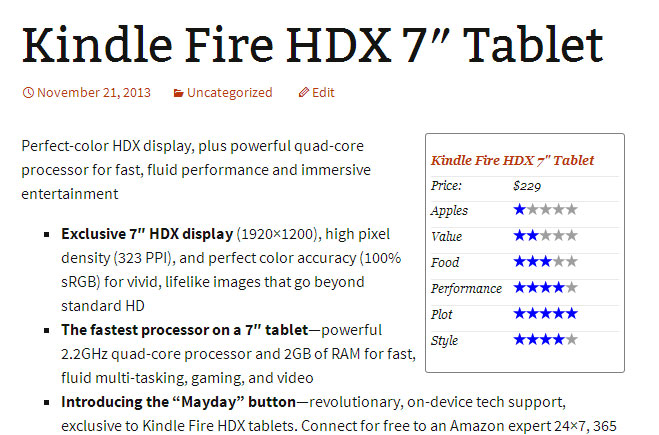 Kindle Fire HDX 7″ Tablet
November 21, 2013 Uncategorized Edit
Perfect-color HDX display, plus powerful quad-core
processor for fast, fluid performance and immersive
entertainment
Exclusive 7″ HDX display (1920×1200), high pixel
density (323 PPI), and perfect color accuracy (100%
sRGB) for vivid, lifelike images that go beyond
standard HD
The fastest processor on a 7″ tablet—powerful
2.2GHz quad-core processor and 2GB of RAM for fast,
fluid multi-tasking, gaming, and video
Introducing the “Mayday” button—revolutionary, on-device tech support,
exclusive to Kindle Fire HDX tablets. Connect for free to an Amazon expert 24×7, 365
Kindle Fire HDX 7" Tablet
Price: $229
Apples
Value
Food
Performance
Plot
Style